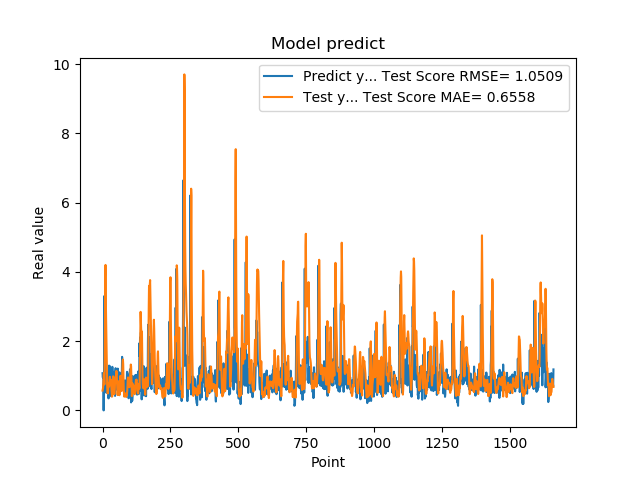 Model predict
Predict y... Test Score RMSE= 1.0509
Test y... Test Score MAE= 0.6558
10
8
6
4
2
0
Real value
0 250 500 750 1000 1250 1500
Point